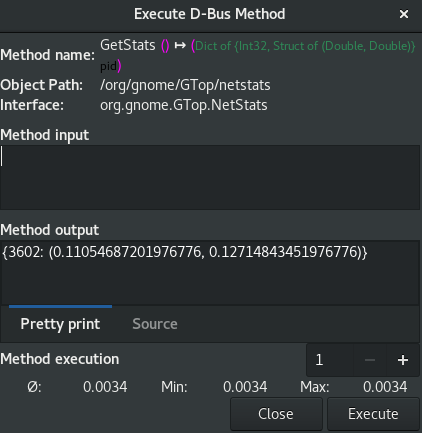 Execute D-Bus Method ×
Method name: GetStats () ↦ (Dict of {Int32, Struct of (Double, Double)}
pid)
Object Path: /org/gnome/GTop/netstats
Interface: org.gnome.GTop.NetStats
Method input
Method output
{3602: (0.11054687201976776, 0.12714843451976776)}
Pretty print Source
Method execution 1 − +
Ø: 0.0034 Min: 0.0034 Max: 0.0034
Close Execute